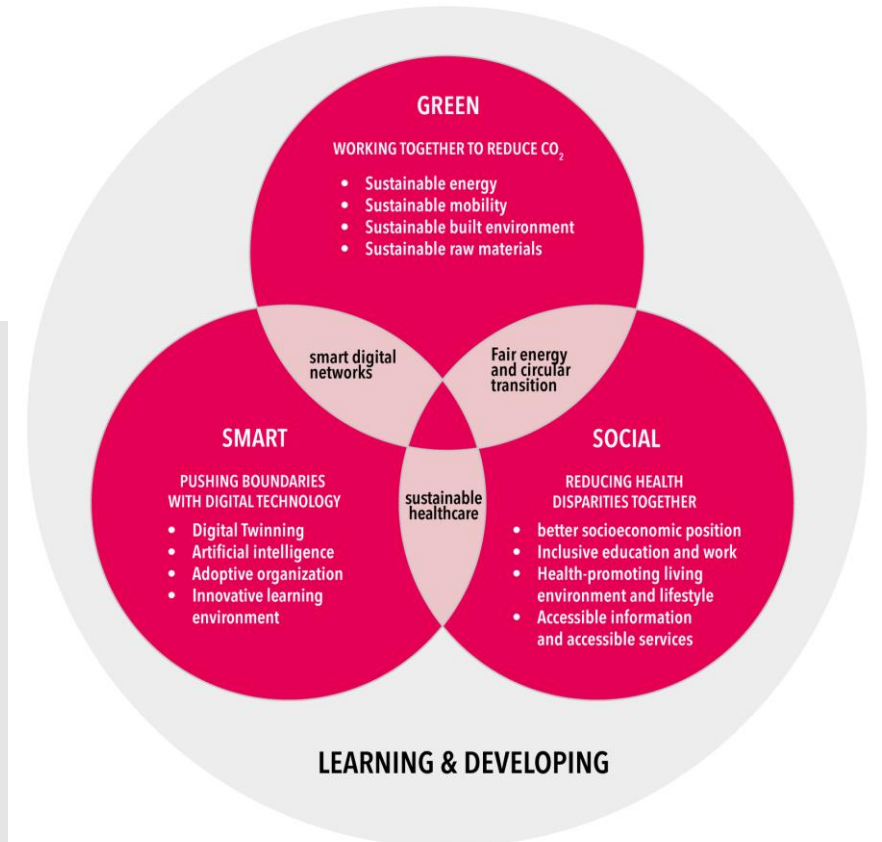 GREEN
WORKING TOGETHER TO REDUCE CO₂
• Sustainable energy
• Sustainable mobility
• Sustainable built environment
• Sustainable raw materials
smart digital
networks
Fair energy
and circular
transition
SMART
PUSHING BOUNDARIES
WITH DIGITAL TECHNOLOGY
• Digital Twinning
• Artificial intelligence
• Adoptive organization
• Innovative learning
environment
sustainable
healthcare
SOCIAL
REDUCING HEALTH
DISPARITIES TOGETHER
• better socioeconomic position
• Inclusive education and work
• Health-promoting living
environment and lifestyle
• Accessible information
and accessible services
LEARNING & DEVELOPING